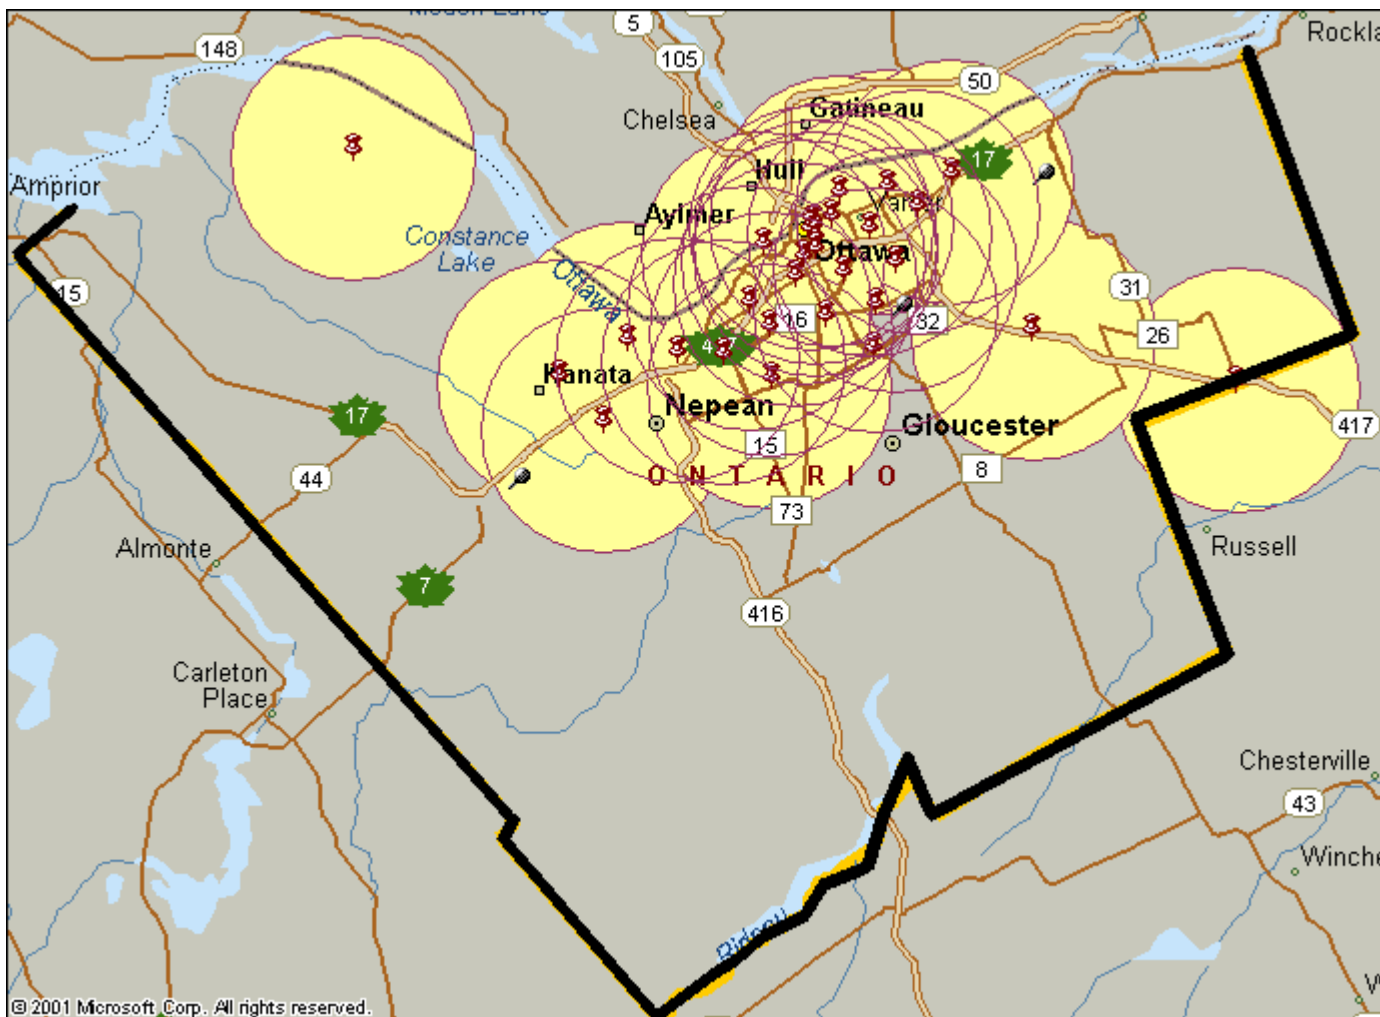 Rockla
148
5
105
50
Chelsea
Gatineau
17
Hull
Amprior
Aylmer
Constance
Lake
Ottawa
Ottawa
15
31
16
32
26
Kanata
17
Nepean
Gloucester
417
15
ONTARIO
8
44
73
Russell
Almonte
7
416
Carleton
Place
Chesterville
43
Winche
Rideau
W
© 2001 Microsoft Corp. All rights reserved.